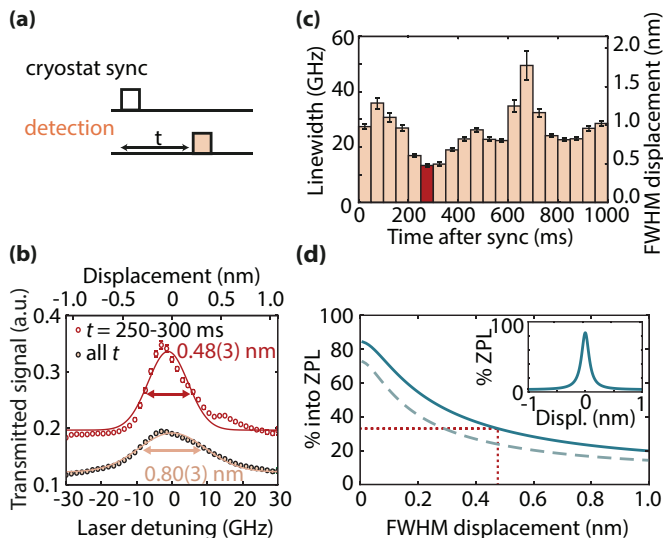 (a)
cryostat sync
detection
t
(b)
Displacement (nm)
-1.0 0 1.0
t = 250-300 ms
all t
0.48(3) nm
0.80(3) nm
Transmitted signal (a.u.)
0.4
0.3
0.2
0.1
-30 -20 -10 0 10 20 30
Laser detuning (GHz)
(c)
Linewidth (GHz)
60
40
20
0
0 200 400 600 800 1000
Time after sync (ms)
2.0
1.5
1.0
0.5
0.0
FWHM displacement (nm)
(d)
% into ZPL
100
80
60
40
20
0
0 0.2 0.4 0.6 0.8 1.0
FWHM displacement (nm)
% ZPL
100
0
-1 0 1
Displ. (nm)